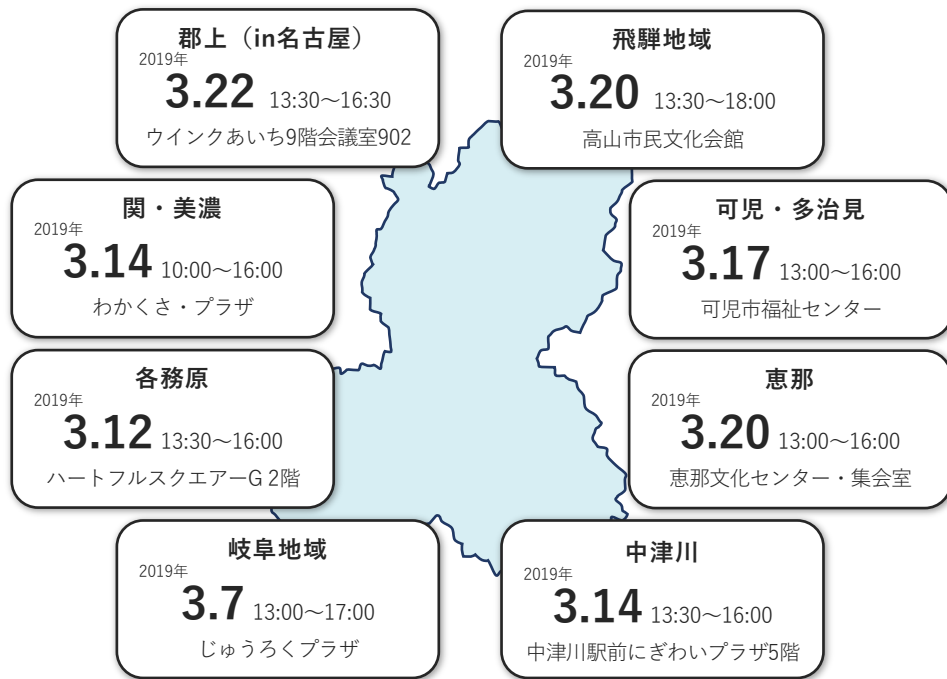 郡上（in名古屋）
2019年
3.22 13:30～16:30
ウインクあいち9階会議室902
飛騨地域
2019年
3.20 13:30～18:00
高山市民文化会館
関・美濃
2019年
3.14 10:00～16:00
わかくさ・プラザ
可児・多治見
2019年
3.17 13:00～16:00
可児市福祉センター
各務原
2019年
3.12 13:30～16:00
ハートフルスクエアーG 2階
恵那
2019年
3.20 13:00～16:00
恵那文化センター・集会室
岐阜地域
2019年
3.7 13:00～17:00
じゅうろくプラザ
中津川
2019年
3.14 13:30～16:00
中津川駅前にぎわいプラザ5階